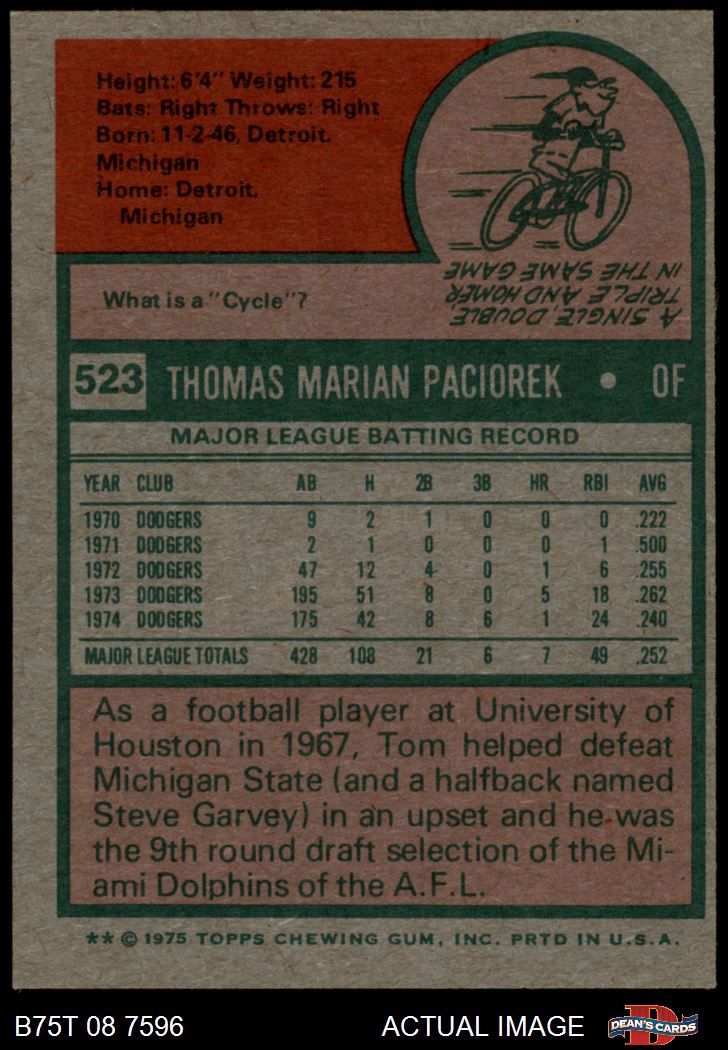 Height: 6'4" Weight: 215
Bats: Right Throws: Right
Born: 11-2-46, Detroit.
Michigan
Home: Detroit,
Michigan
What is a "Cycle"?
A SINGLE, DOUBLE,
TRIPLE AND HOMER
IN THE SAME GAME
523 THOMAS MARIAN PACIOREK • OF
MAJOR LEAGUE BATTING RECORD
YEAR CLUB AB H 2B 3B HR RBI AVG
1970 DODGERS 9 2 1 0 0 0 .222
1971 DODGERS 2 1 0 0 0 1 .500
1972 DODGERS 47 12 4 0 1 6 .255
1973 DODGERS 195 51 8 0 5 18 .262
1974 DODGERS 175 42 8 6 1 24 .240
MAJOR LEAGUE TOTALS 428 108 21 6 7 49 .252
As a football player at University of
Houston in 1967, Tom helped defeat
Michigan State (and a halfback named
Steve Garvey) in an upset and he was
the 9th round draft selection of the Mi-
ami Dolphins of the A.F.L.
** © 1975 TOPPS CHEWING GUM, INC. PRTD IN U.S.A.
B75T 08 7596 ACTUAL IMAGE
D
DEAN'S CARDS